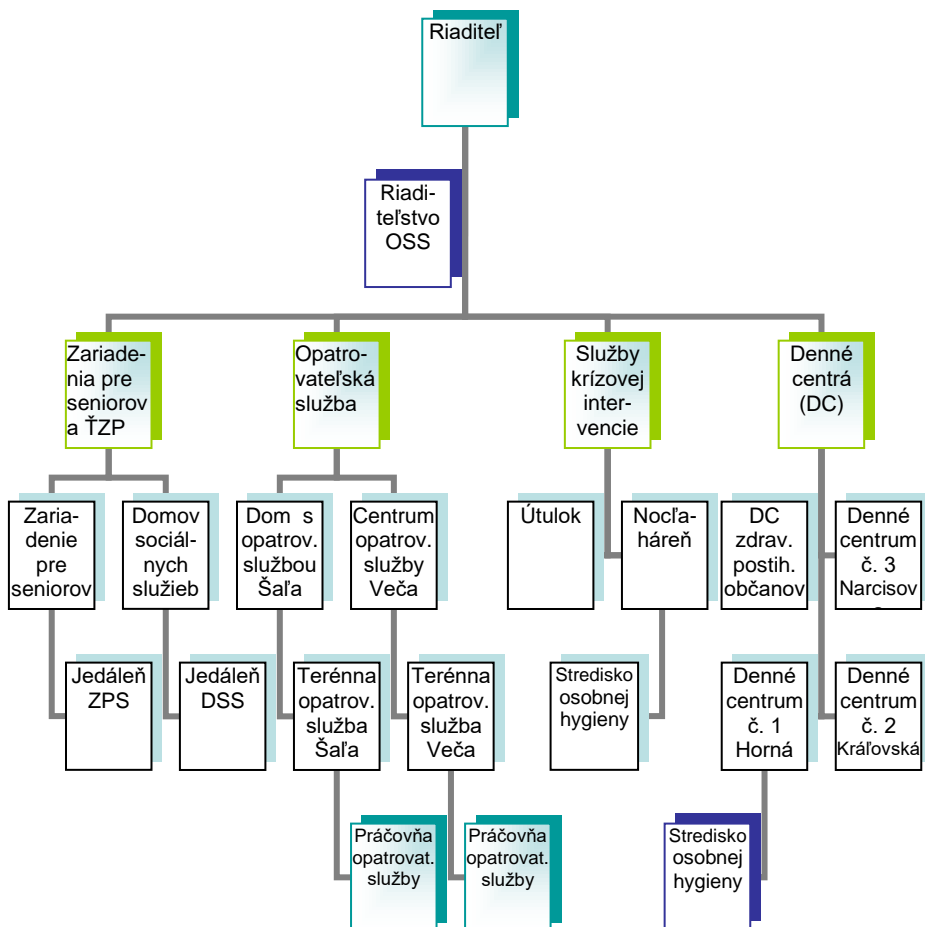 Riaditeľ
Riadi-
teľstvo
OSS
Zariade-
nia pre
seniorov
a ŤZP
Opatro-
vateľská
služba
Služby
krízovej
inter-
vencie
Denné
centrá
(DC)
Zaria-
denie
pre
seniorov
Domov
sociál-
nych
služieb
Dom s
opatrov.
službou
Šaľa
Centrum
opatrov.
služby
Veča
Útulok
Nocľa-
háreň
DC
zdrav.
postih.
občanov
Denné
centrum
č. 3
Narcisov
Jedáleň
ZPS
Jedáleň
DSS
Terénna
opatrov.
služba
Šaľa
Terénna
opatrov.
služba
Veča
Stredisko
osobnej
hygieny
Denné
centrum
č. 1
Horná
Denné
centrum
č. 2
Kráľovská
Práčovňa
opatrovat.
služby
Práčovňa
opatrovat.
služby
Stredisko
osobnej
hygieny